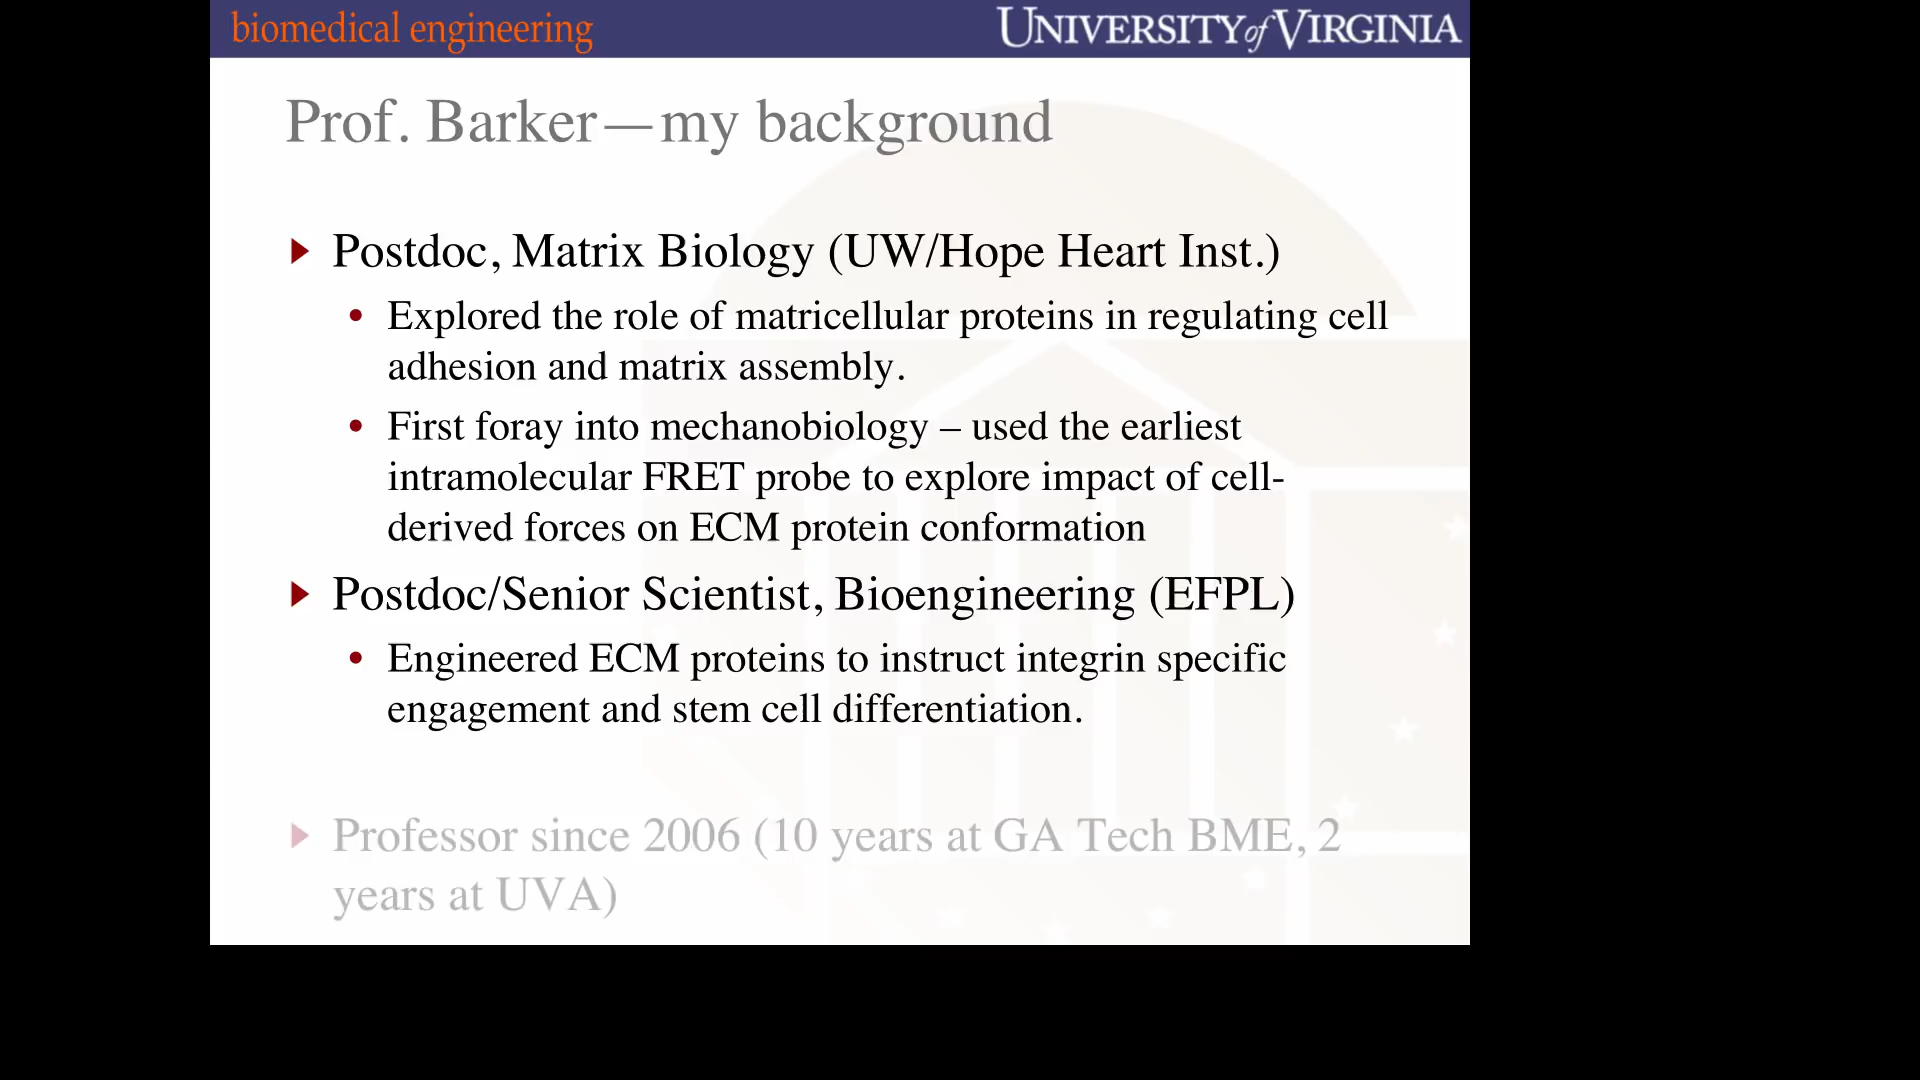 biomedical engineering
UNIVERSITY of VIRGINIA
Prof. Barker—my background
Postdoc, Matrix Biology (UW/Hope Heart Inst.)
• Explored the role of matricellular proteins in regulating cell
adhesion and matrix assembly.
• First foray into mechanobiology – used the earliest
intramolecular FRET probe to explore impact of cell-
derived forces on ECM protein conformation
Postdoc/Senior Scientist, Bioengineering (EFPL)
• Engineered ECM proteins to instruct integrin specific
engagement and stem cell differentiation.
Professor since 2006 (10 years at GA Tech BME, 2
years at UVA)